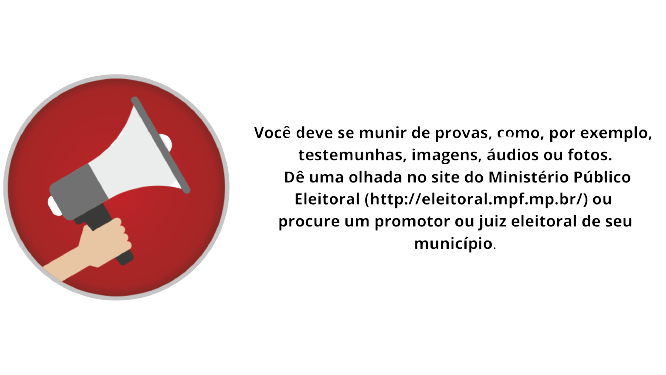 Você deve se munir de provas, como, por exemplo,
testemunhas, imagens, áudios ou fotos.
Dê uma olhada no site do Ministério Público
Eleitoral (http://eleitoral.mpf.mp.br/) ou
procure um promotor ou juiz eleitoral de seu
município.